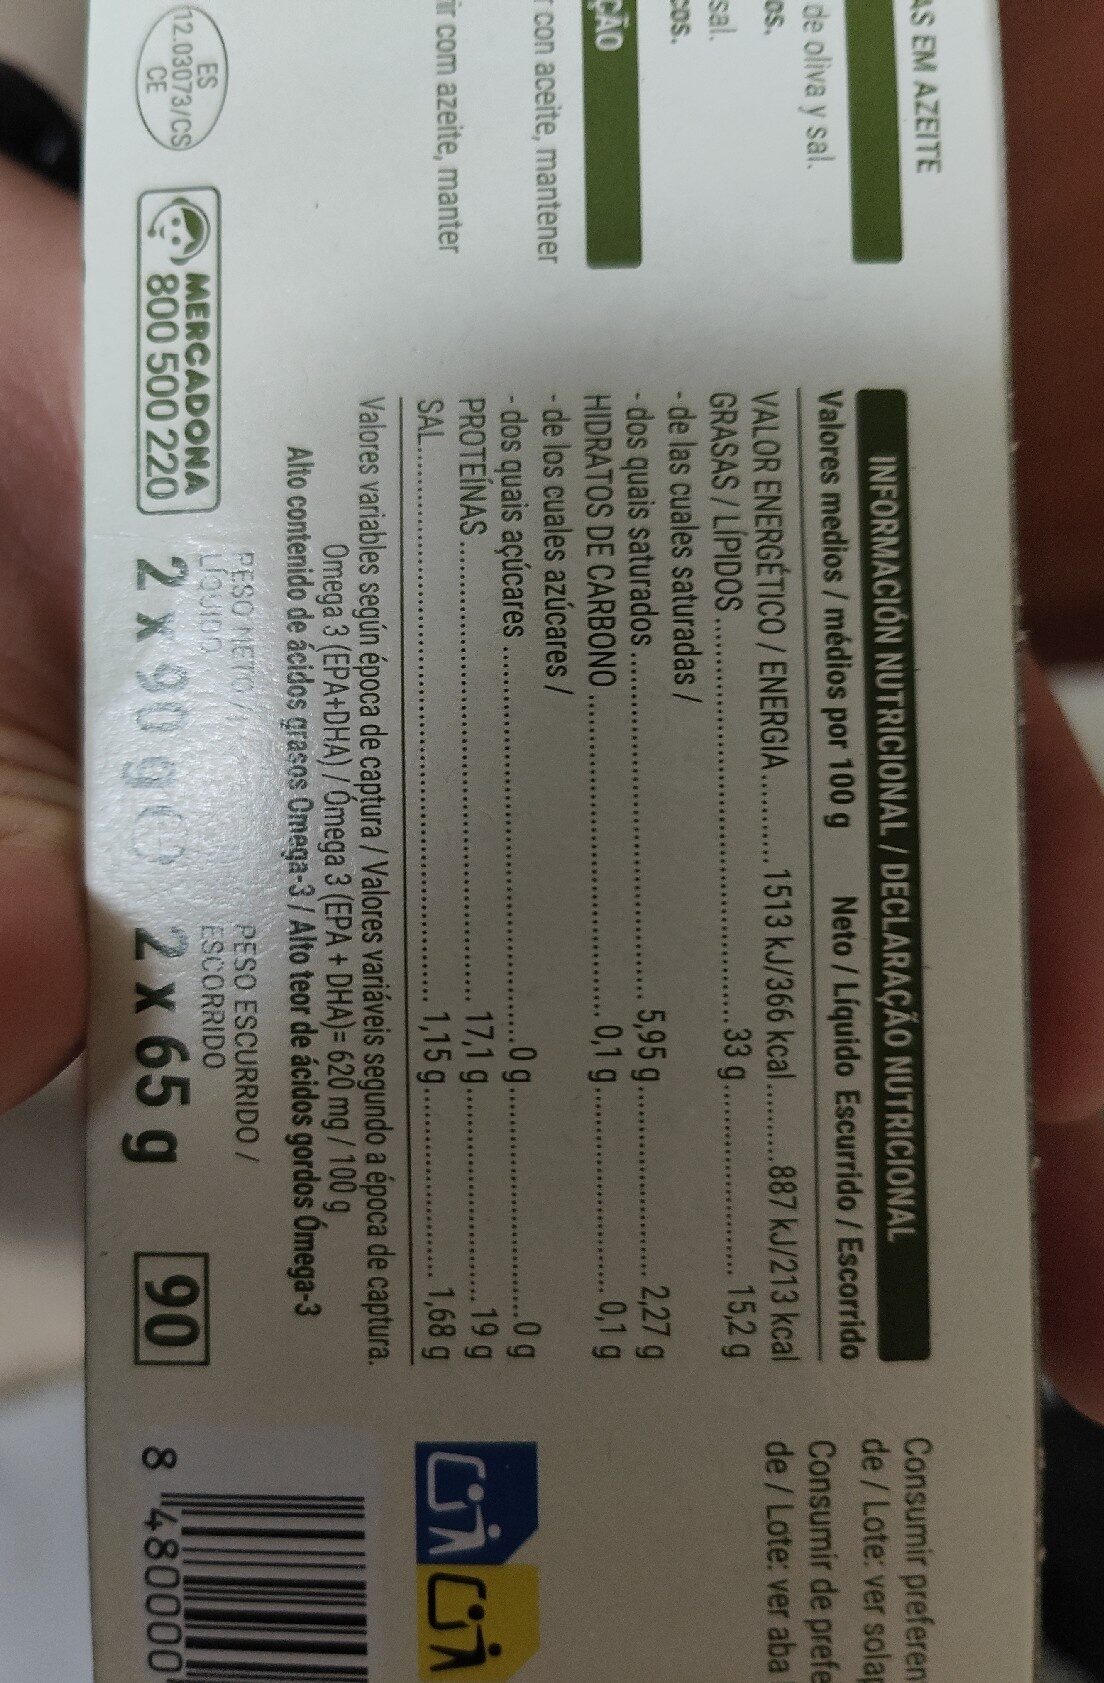 AS EM AZEITE
de oliva y sal.
os.
sal.
cos.
ÇÃO
r con aceite, mantener
ir com azeite, manter
INFORMACIÓN NUTRICIONAL / DECLARAÇÃO NUTRICIONAL
Valores medios / médios por 100 g Neto / Líquido Escurrido / Escorrido
VALOR ENERGÉTICO / ENERGIA.......... 1513 kJ/366 kcal..........887 kJ/213 kcal
GRASAS / LÍPIDOS..........33 g.......... 15,2 g
- de las cuales saturadas /
- dos quais saturados.......... 5,95 g.......... 2,27 g
HIDRATOS DE CARBONO.......... 0,1 g.......... 0,1 g
- de los cuales azúcares /
- dos quais açúcares..........0 g..........0 g
PROTEÍNAS.......... 17,1 g.......... 19 g
SAL.......... 1,15 g.......... 1,68 g
Valores variables según época de captura / Valores variáveis segundo a época de captura.
Omega 3 (EPA+DHA) / Ómega 3 (EPA + DHA)= 620 mg / 100 g
Alto contenido de ácidos grasos Omega-3 / Alto teor de ácidos gordos Ómega-3
PESO NETO /
LÍQUIDO
2 x 90 g e
PESO ESCURRIDO /
ESCORRIDO
2 x 65 g
90
ES
12.03073/CS
CE
MERCADONA
800 500 220
Consumir preferen
de / Lote: ver solap
Consumir de prefe
de / Lote: ver aba
8 480000